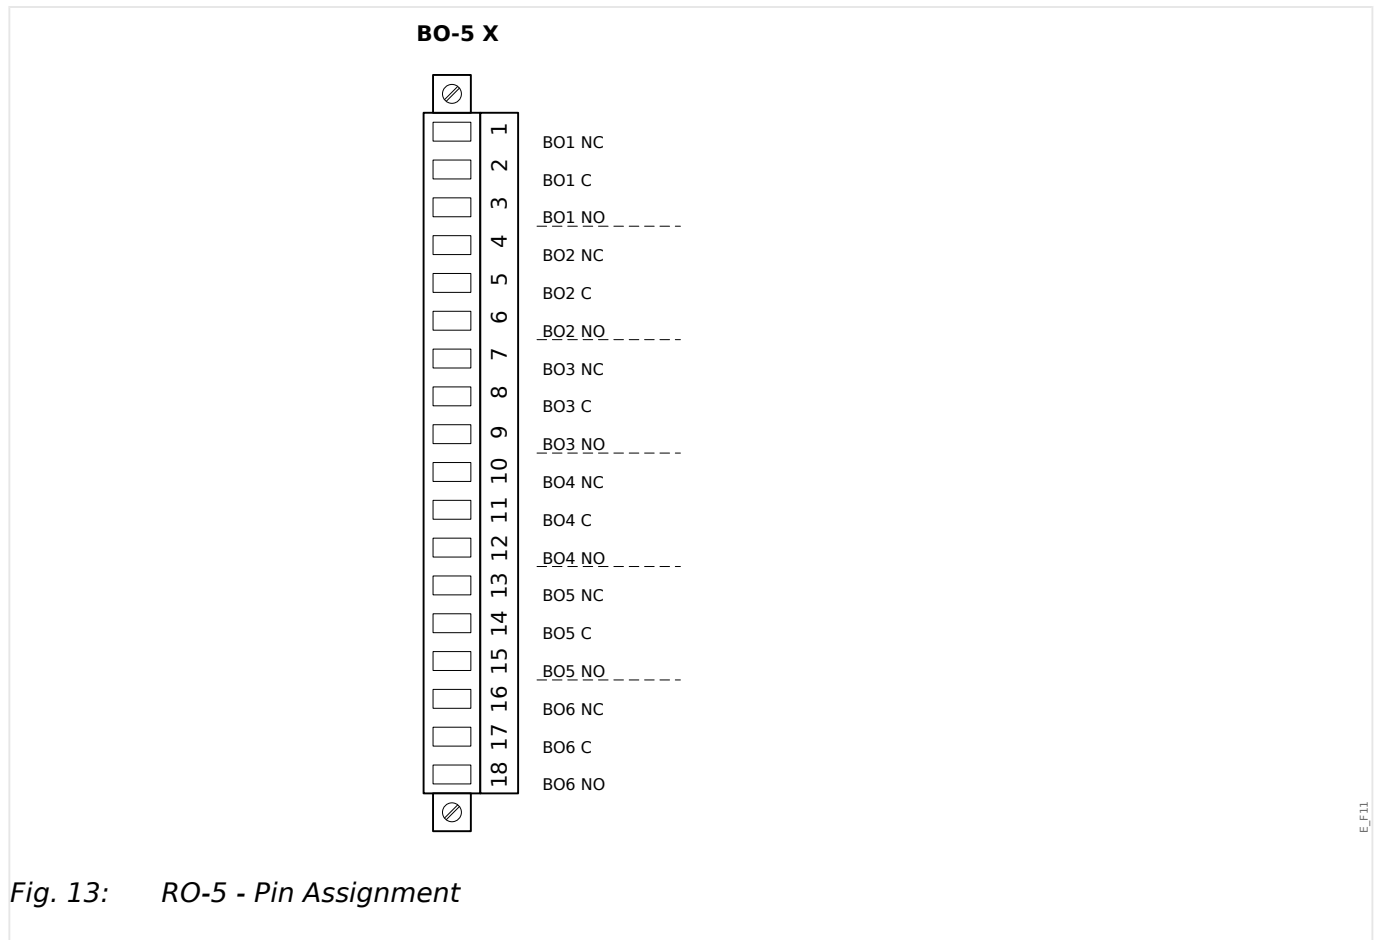 BO-5 X
1 BO1 NC
2 BO1 C
3 BO1 NO
4 BO2 NC
5 BO2 C
6 BO2 NO
7 BO3 NC
8 BO3 C
9 BO3 NO
10 BO4 NC
11 BO4 C
12 BO4 NO
13 BO5 NC
14 BO5 C
15 BO5 NO
16 BO6 NC
17 BO6 C
18 BO6 NO
E_F11
Fig. 13: RO-5 - Pin Assignment